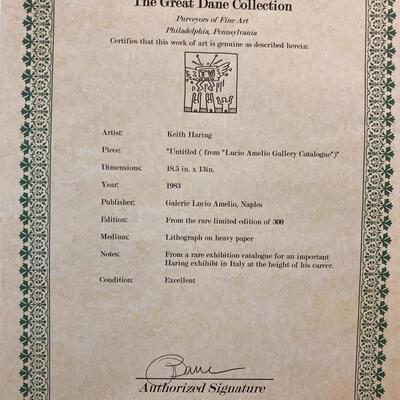 The Great Dane Collection
Purveyors of Fine Art
Philadelphia, Pennsylvania
Certifies that this work of art is genuine as described herein:
Artist: Keith Haring
Piece: "Untitled ( from "Lucio Amelio Gallery Catalogue")"
Dimensions: 18.5 in. x 13in.
Year: 1983
Publisher: Galerie Lucio Amelio, Naples
Edition: From the rare limited edition of 300
Medium: Lithograph on heavy paper
Notes: From a rare exhibition catalogue for an important
Haring exhibiht in Italy at the height of his career.
Condition: Excellent
Authorized Signature